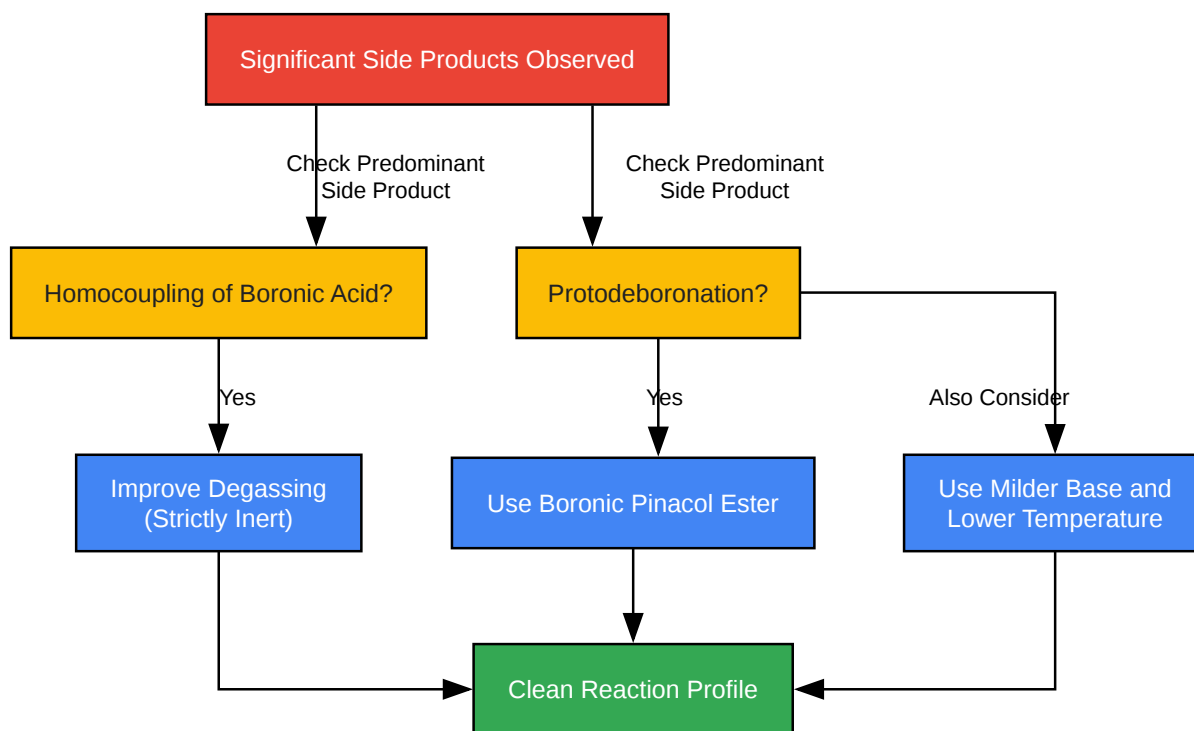 Significant Side Products Observed
Check Predominant
Side Product
Check Predominant
Side Product
Homocoupling of Boronic Acid?
Protodeboronation?
Yes
Yes
Also Consider
Improve Degassing
(Strictly Inert)
Use Boronic Pinacol Ester
Use Milder Base and
Lower Temperature
Clean Reaction Profile